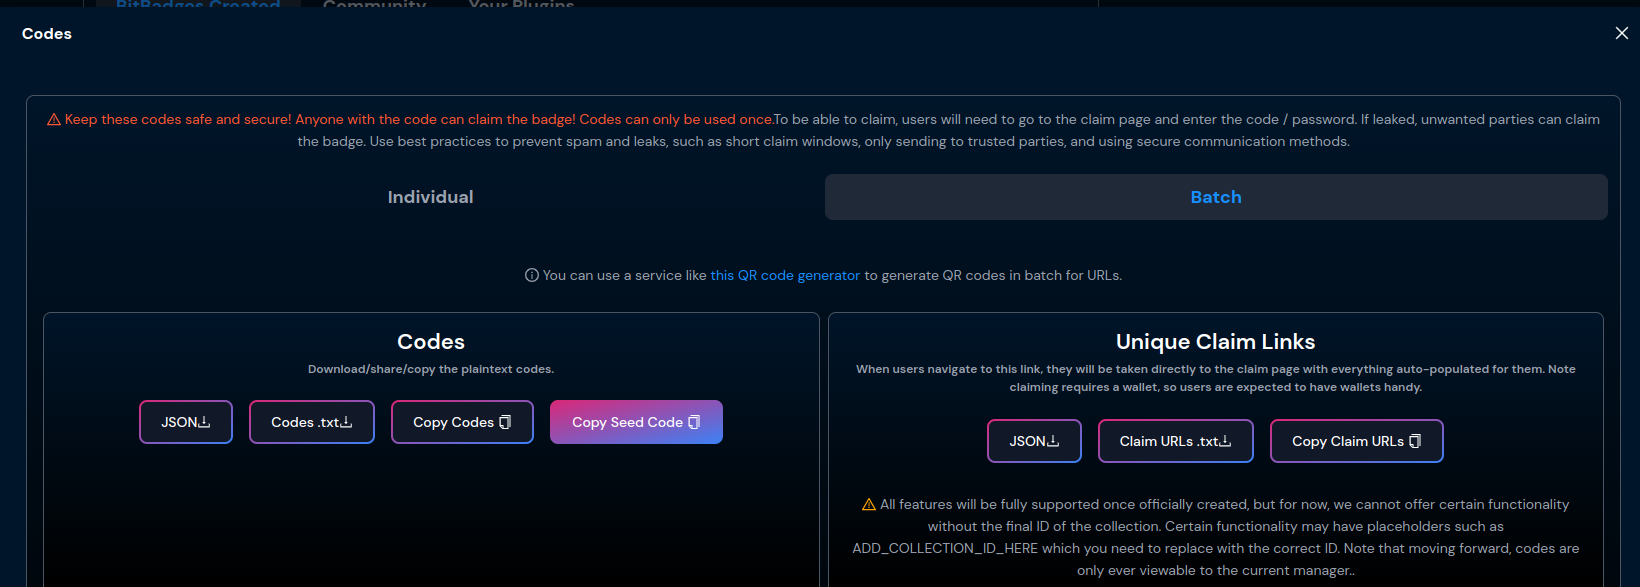 BitBadges Created Community Your Plugins
Codes
Keep these codes safe and secure! Anyone with the code can claim the badge! Codes can only be used once.To be able to claim, users will need to go to the claim page and enter the code / password. If leaked, unwanted parties can claim
the badge. Use best practices to prevent spam and leaks, such as short claim windows, only sending to trusted parties, and using secure communication methods.
Individual
Batch
You can use a service like this QR code generator to generate QR codes in batch for URLs.
Codes
Download/share/copy the plaintext codes.
JSON
Codes .txt
Copy Codes
Copy Seed Code
Unique Claim Links
When users navigate to this link, they will be taken directly to the claim page with everything auto-populated for them. Note
claiming requires a wallet, so users are expected to have wallets handy.
JSON
Claim URLs .txt
Copy Claim URLs
All features will be fully supported once officially created, but for now, we cannot offer certain functionality
without the final ID of the collection. Certain functionality may have placeholders such as
ADD_COLLECTION_ID_HERE which you need to replace with the correct ID. Note that moving forward, codes are
only ever viewable to the current manager..